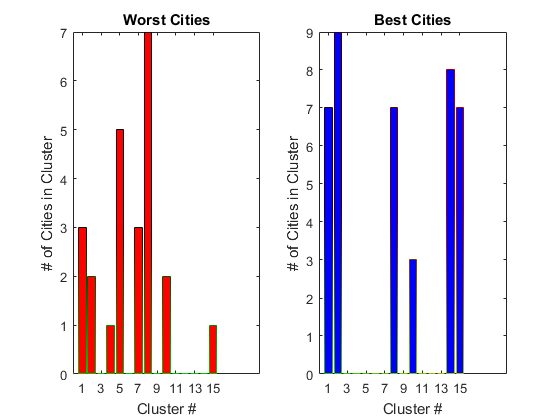 Worst Cities
# of Cities in Cluster
7
6
5
4
3
2
1
0
1 3 5 7 9 11 13 15
Cluster #
Best Cities
# of Cities in Cluster
9
8
7
6
5
4
3
2
1
0
1 3 5 7 9 11 13 15
Cluster #